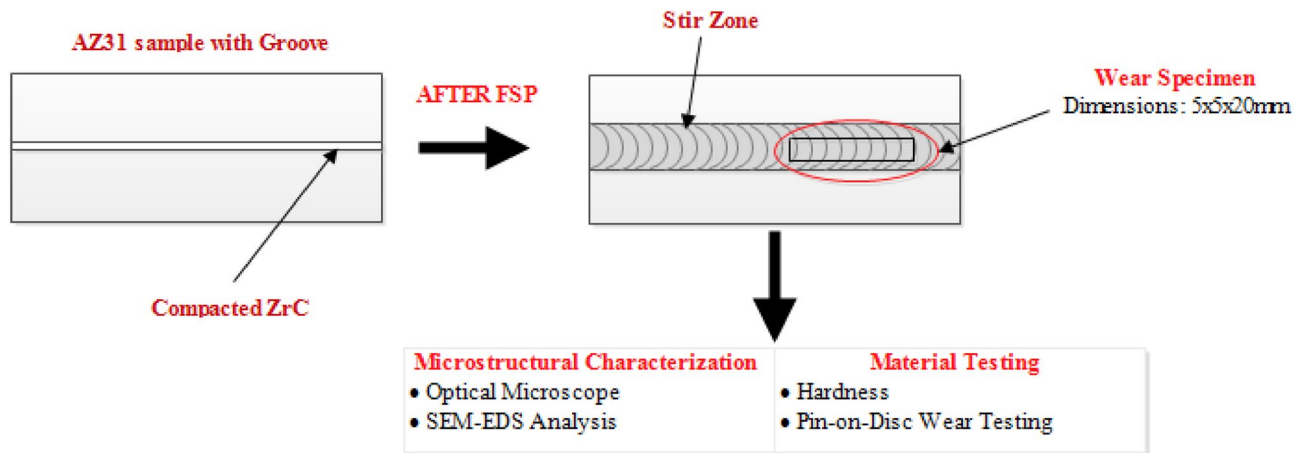 Stir Zone
AZ31 sample with Groove
AFTER FSP
Wear Specimen
Dimensions: 5x5x20mm
Compacted ZrC
Microstructural Characterization
• Optical Microscope
• SEM-EDS Analysis
Material Testing
• Hardness
• Pin-on-Disc Wear Testing